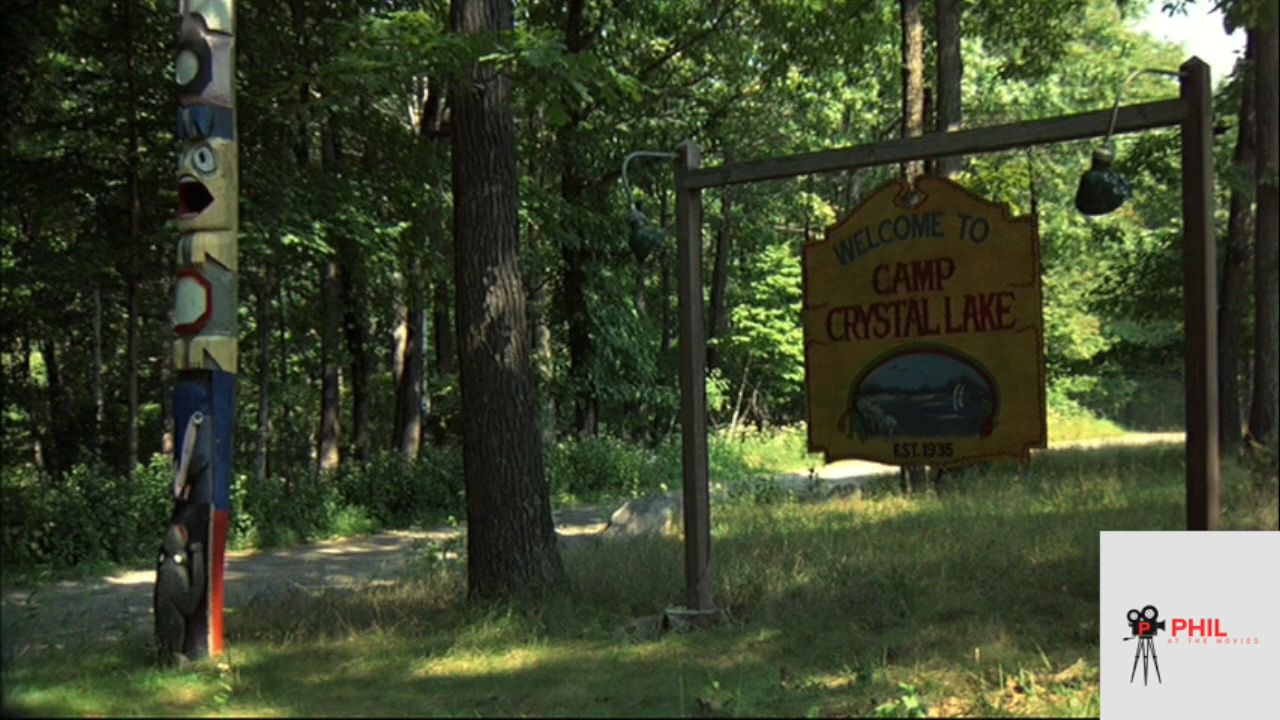 WELCOME TO
CAMP
CRYSTAL LAKE
EST. 1935
P PHIL
AT THE MOVIES